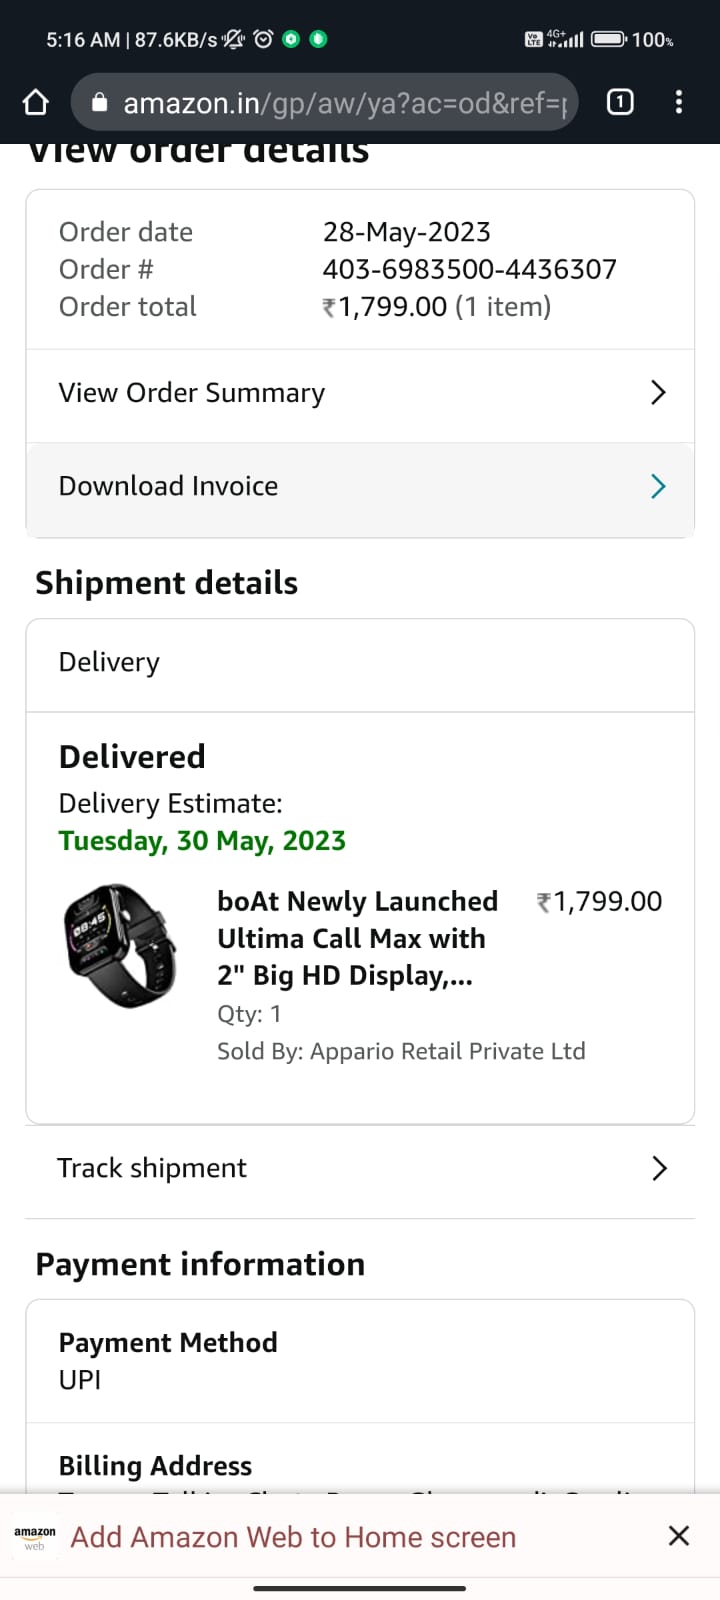 5:16 AM | 87.6KB/s
Vo LTE 4G+ 100%
amazon.in/gp/aw/ya?ac=od&ref=
1
View order details
Order date 28-May-2023
Order # 403-6983500-4436307
Order total ₹1,799.00 (1 item)
View Order Summary
Download Invoice
Shipment details
Delivery
Delivered
Delivery Estimate:
Tuesday, 30 May, 2023
08:45
boAt Newly Launched ₹1,799.00
Ultima Call Max with
2" Big HD Display,...
Qty: 1
Sold By: Appario Retail Private Ltd
Track shipment
Payment information
Payment Method
UPI
Billing Address
amazon
web
Add Amazon Web to Home screen